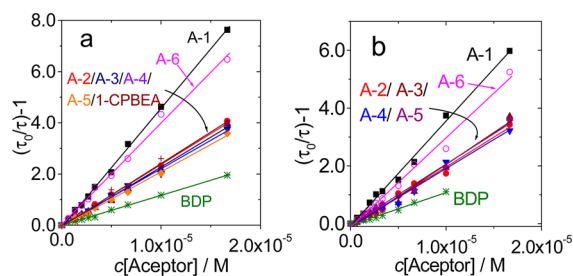 a
A-1
A-6
A-2/A-3/A-4/
A-5/1-CPBEA
BDP
8.0
6.0
4.0
2.0
0.0
(τ0/τ)-1
0.0 1.0x10-5 2.0x10-5
c[Aceptor] / M
b
A-1
A-6
A-2/A-3/
A-4/A-5
BDP
6.0
4.0
2.0
0.0
(τ0/τ)-1
0.0 1.0x10-5 2.0x10-5
c[Aceptor] / M